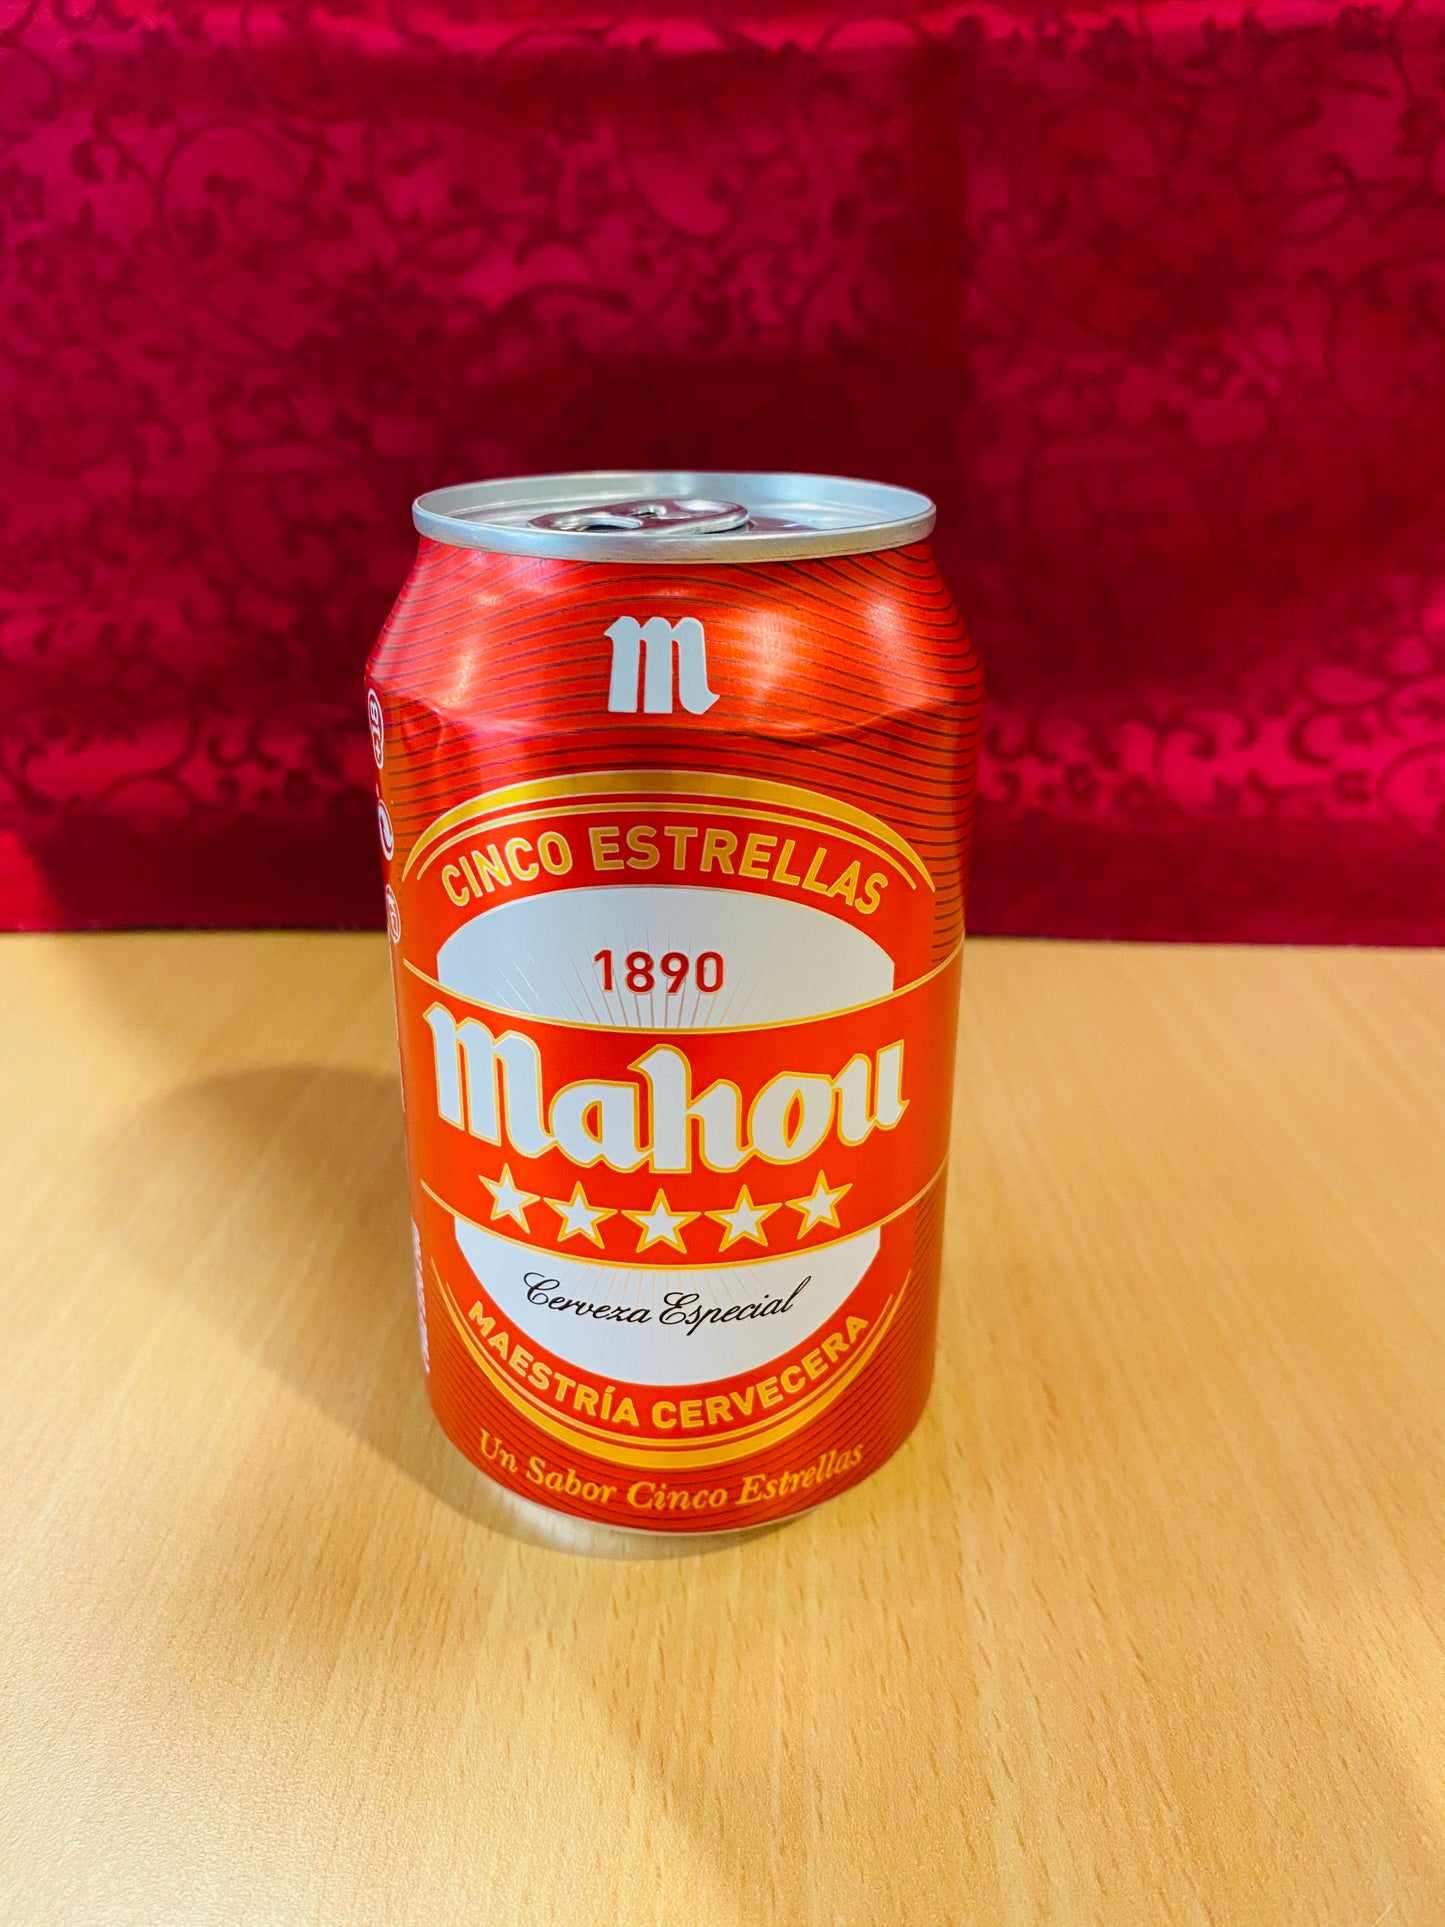 m
CINCO ESTRELLAS
1890
Mahou
Cerveza Especial
MAESTRÍA CERVECERA
Un Sabor Cinco Estrellas